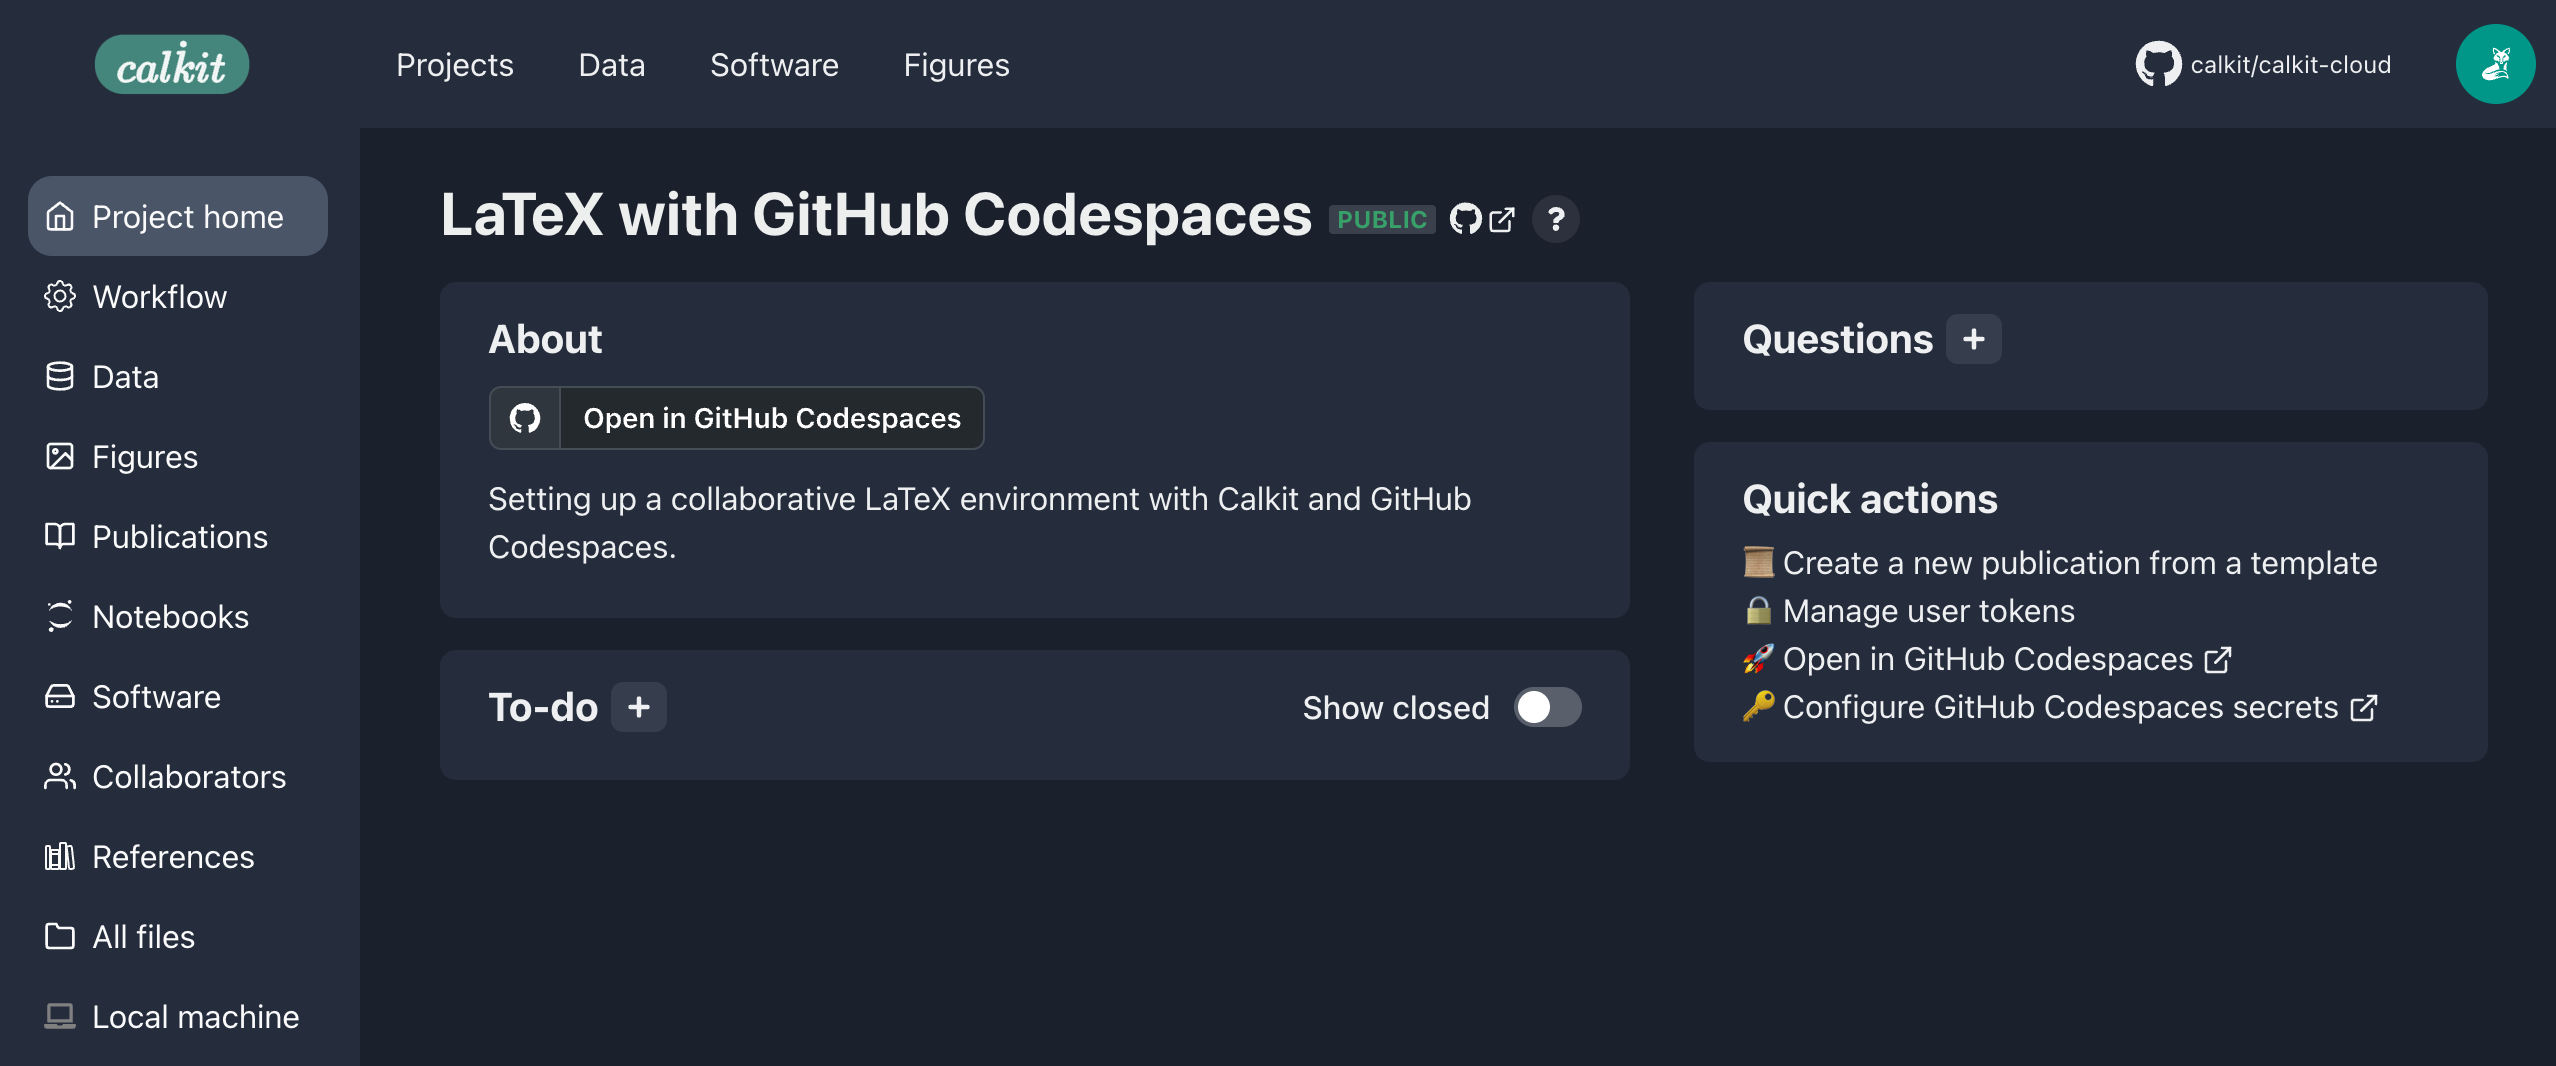 calkit
Projects
Data
Software
Figures
calkit/calkit-cloud
Project home
Workflow
Data
Figures
Publications
Notebooks
Software
Collaborators
References
All files
Local machine
LaTeX with GitHub Codespaces
PUBLIC
?
About
Open in GitHub Codespaces
Setting up a collaborative LaTeX environment with Calkit and GitHub
Codespaces.
To-do +
Show closed
Questions +
Quick actions
Create a new publication from a template
Manage user tokens
Open in GitHub Codespaces
Configure GitHub Codespaces secrets